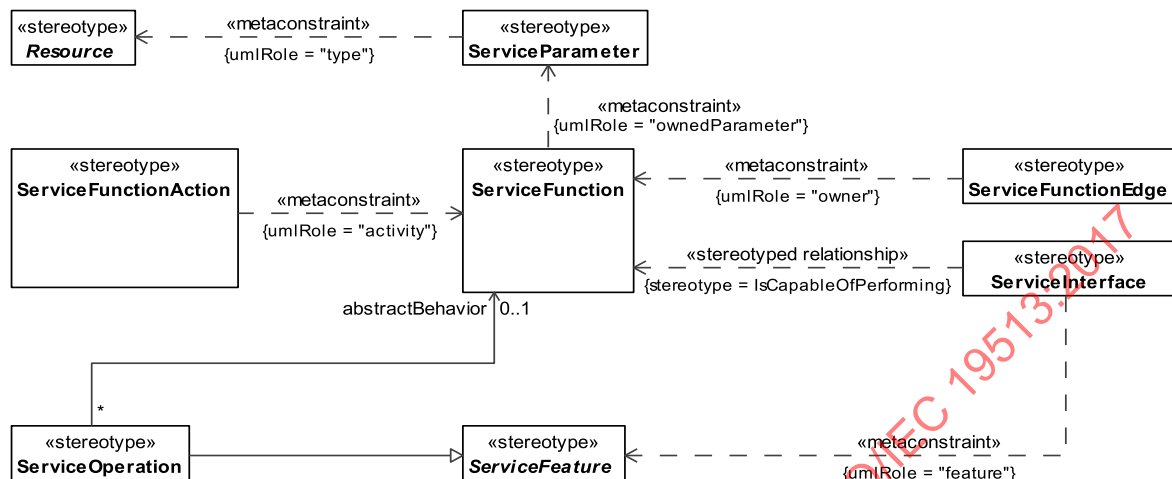 «stereotype»
Resource
«metaconstraint»
{umlRole = "type"}
«stereotype»
ServiceParameter
«metaconstraint»
{umlRole = "ownedParameter"}
«stereotype»
ServiceFunctionAction
«metaconstraint»
{umlRole = "activity"}
«stereotype»
ServiceFunction
«metaconstraint»
{umlRole = "owner"}
«stereotype»
ServiceFunctionEdge
«stereotyped relationship»
{stereotype = IsCapableOfPerforming}
«stereotype»
ServiceInterface
abstractBehavior 0..1
*
«stereotype»
ServiceOperation
«stereotype»
ServiceFeature
«metaconstraint»
{umlRole = "feature"}
/IEC 19513:2017